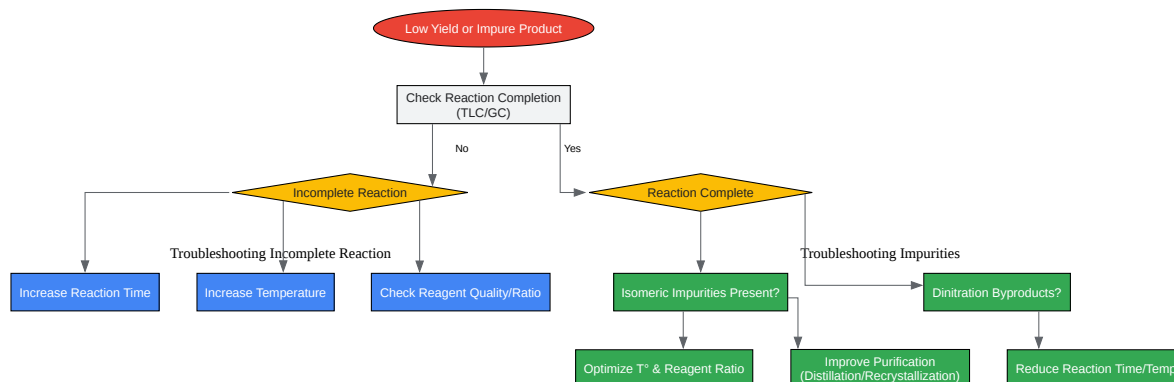 Low Yield or Impure Product
Check Reaction Completion
(TLC/GC)
No
Yes
Incomplete Reaction
Reaction Complete
Troubleshooting Incomplete Reaction
Troubleshooting Impurities
Increase Reaction Time
Increase Temperature
Check Reagent Quality/Ratio
Isomeric Impurities Present?
Dinitration Byproducts?
Optimize T° & Reagent Ratio
Improve Purification
(Distillation/Recrystallization)
Reduce Reaction Time/Temp